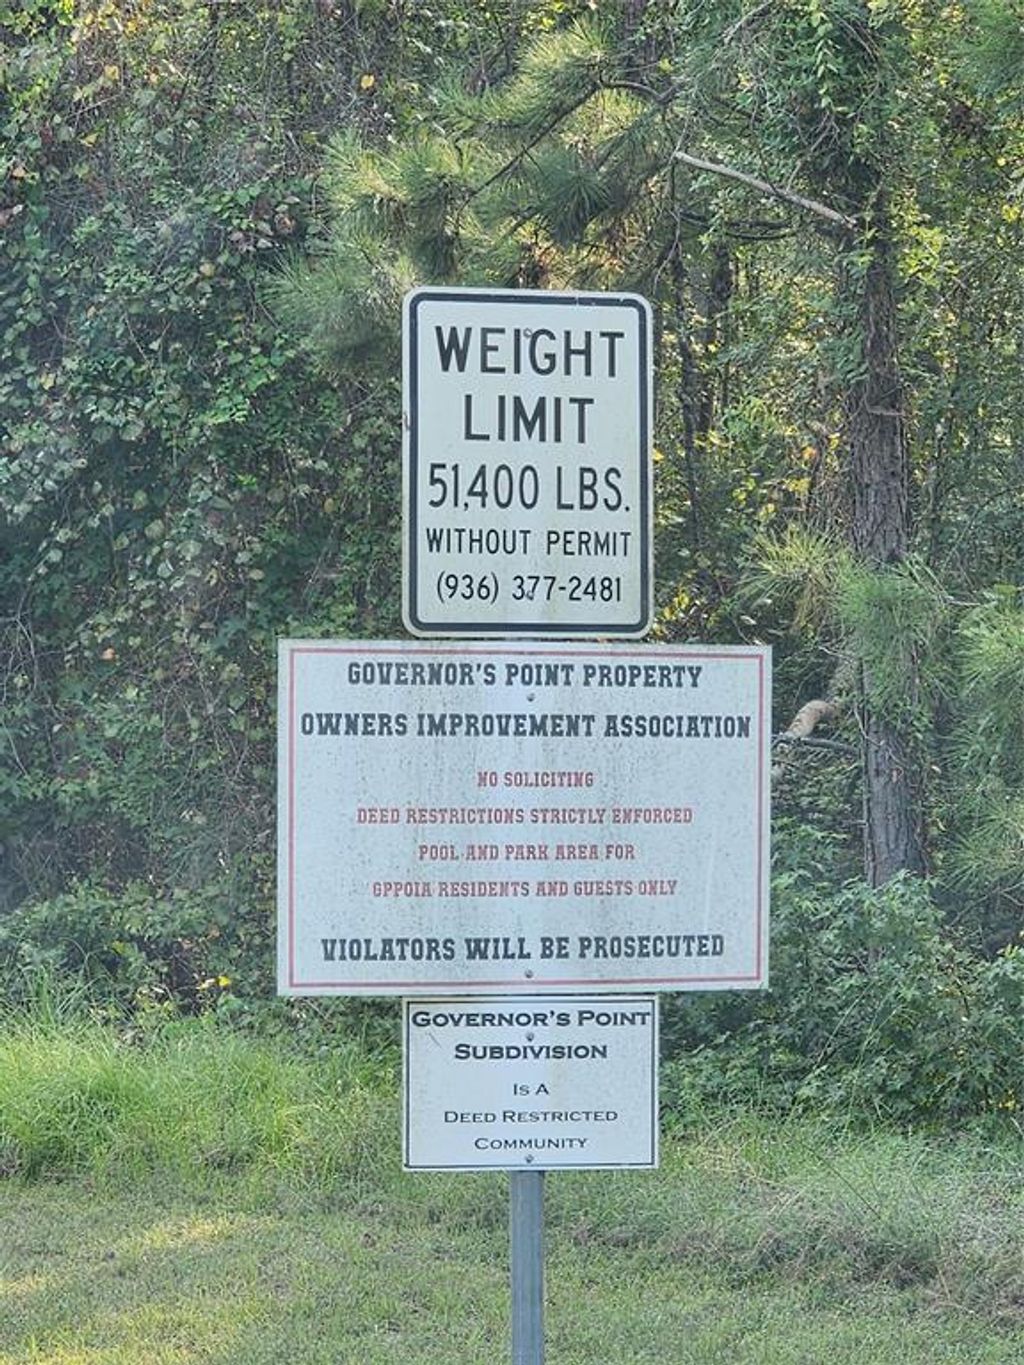 WEIGHT
LIMIT
51,400 LBS.
WITHOUT PERMIT
(936) 377-2481
GOVERNOR'S POINT PROPERTY
OWNERS IMPROVEMENT ASSOCIATION
NO SOLICITING
DEED RESTRICTIONS STRICTLY ENFORCED
POOL AND PARK AREA FOR
GPPOIA RESIDENTS AND GUESTS ONLY
VIOLATORS WILL BE PROSECUTED
GOVERNOR'S POINT
SUBDIVISION
IS A
DEED RESTRICTED
COMMUNITY